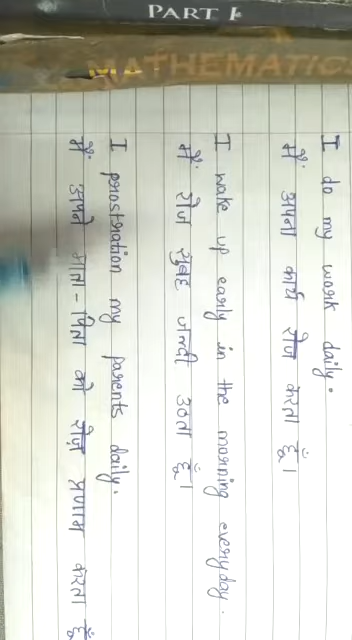 PART I
MATHEMATICS
I do my work daily.
मैं अपना कार्य रोज करता हूँ।
I wake up early in the morning everyday.
मैं रोज सुबह जल्दी उठता हूँ।
I prostration my parents daily.
मैं अपने माता-पिता को रोज़ प्रणाम करता हूँ